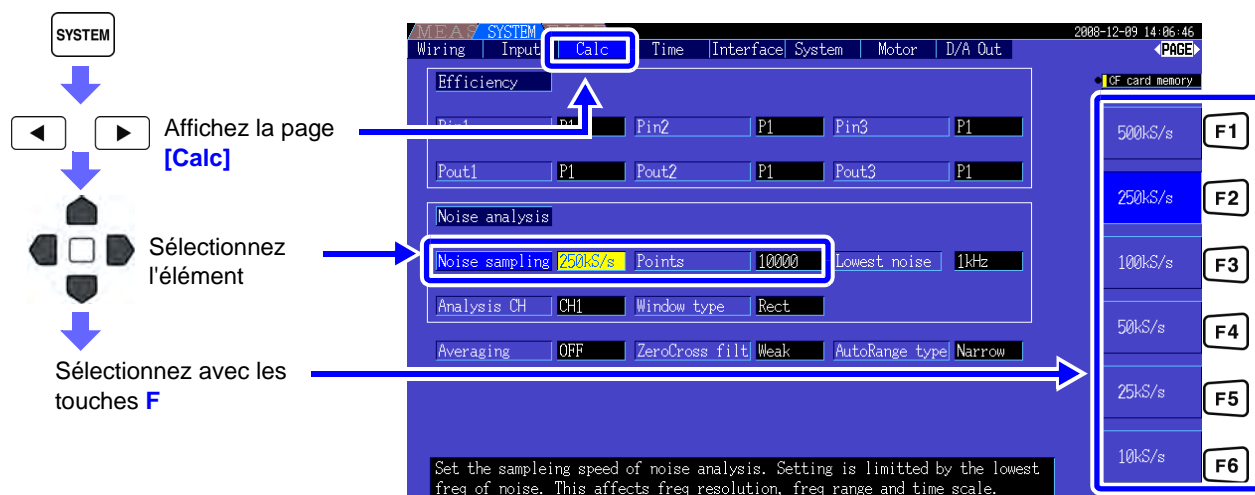 SYSTEM
Affichez la page
[Calc]
Sélectionnez
l'élément
Sélectionnez avec les
touches F
MEAS SYSTEM FILE 2008-12-09 14:06:46
Wiring Input Calc Time Interface System Motor D/A Out PAGE
CF card memory
Efficiency
Pin1 P1 Pin2 P1 Pin3 P1
Pout1 P1 Pout2 P1 Pout3 P1
Noise analysis
Noise sampling 250kS/s Points 10000 Lowest noise 1kHz
Analysis CH CH1 Window type Rect
Averaging OFF ZeroCross filt Weak AutoRange type Narrow
Set the sampleing speed of noise analysis. Setting is limitted by the lowest
freq of noise. This affects freq resolution, freq range and time scale.
500kS/s F1
250kS/s F2
100kS/s F3
50kS/s F4
25kS/s F5
10kS/s F6